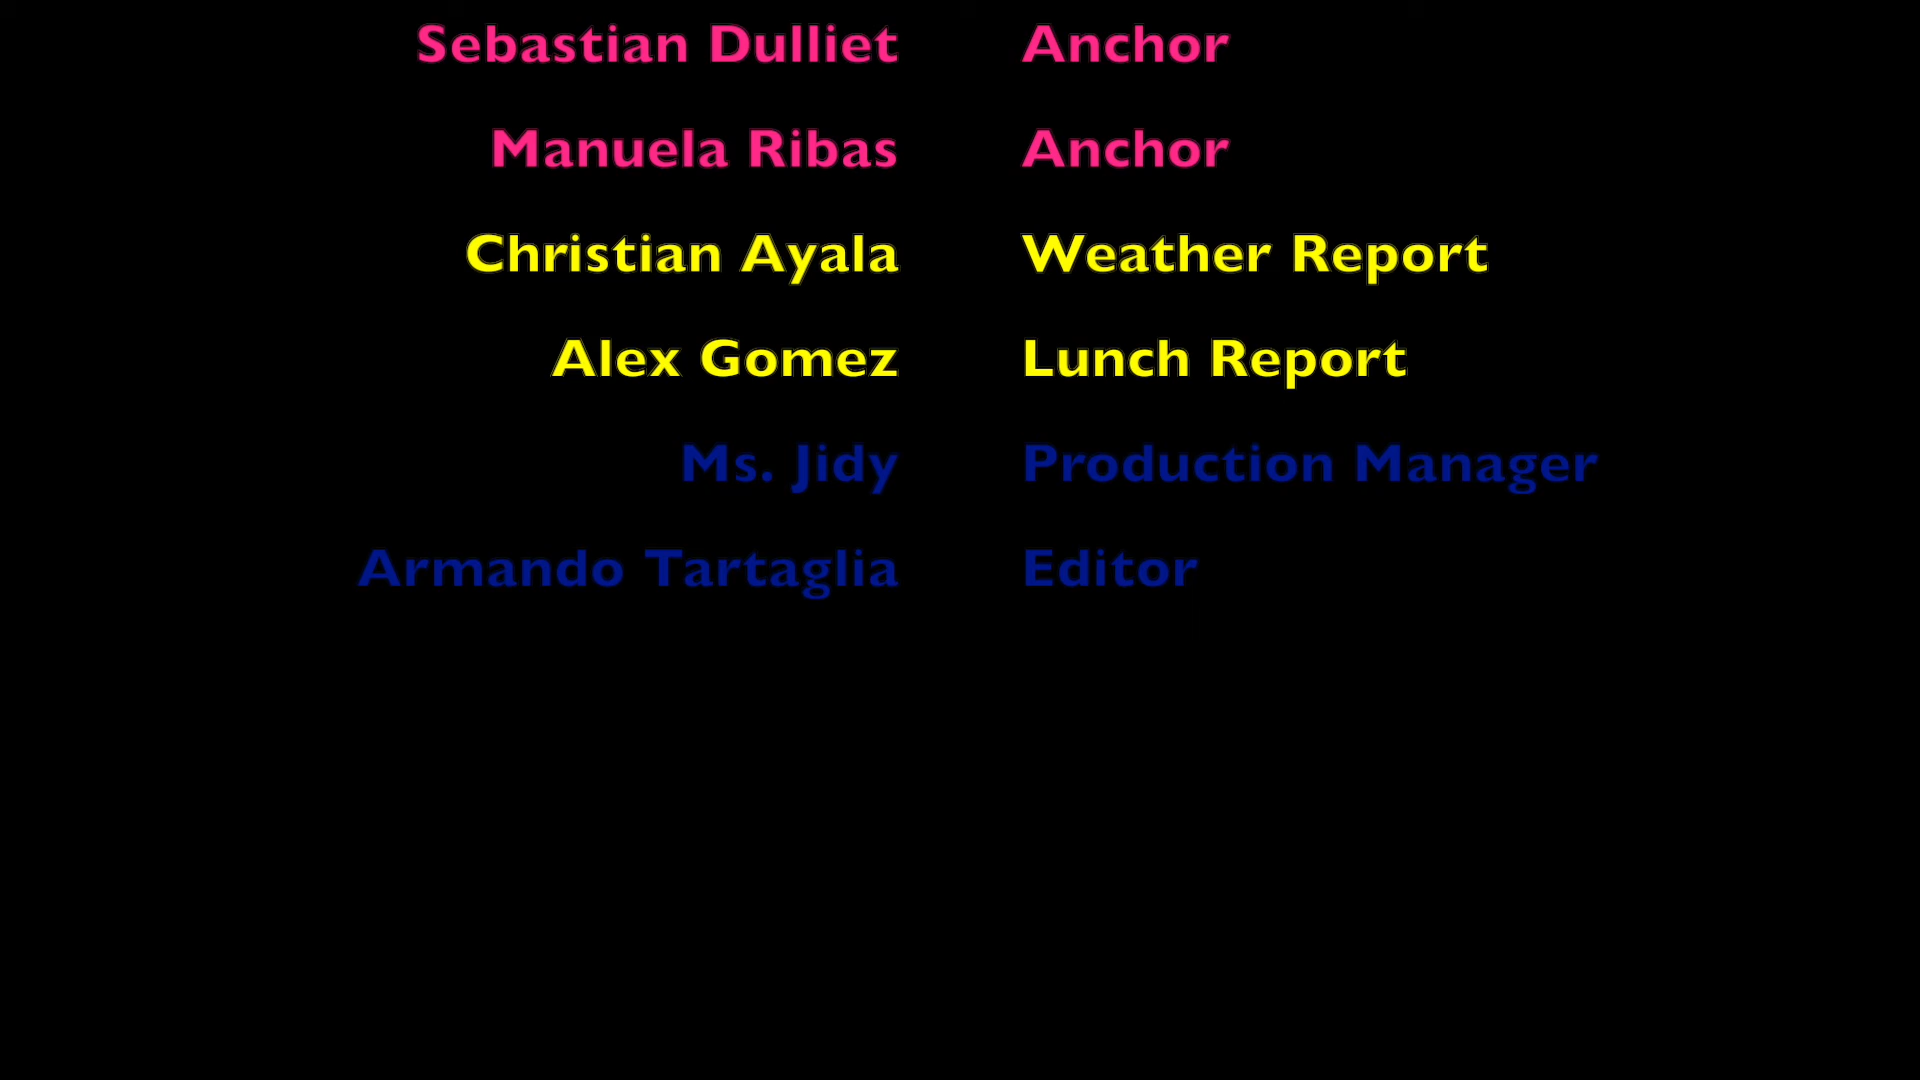 Sebastian Dulliet Anchor
Manuela Ribas Anchor
Christian Ayala Weather Report
Alex Gomez Lunch Report
Ms. Jidy Production Manager
Armando Tartaglia Editor